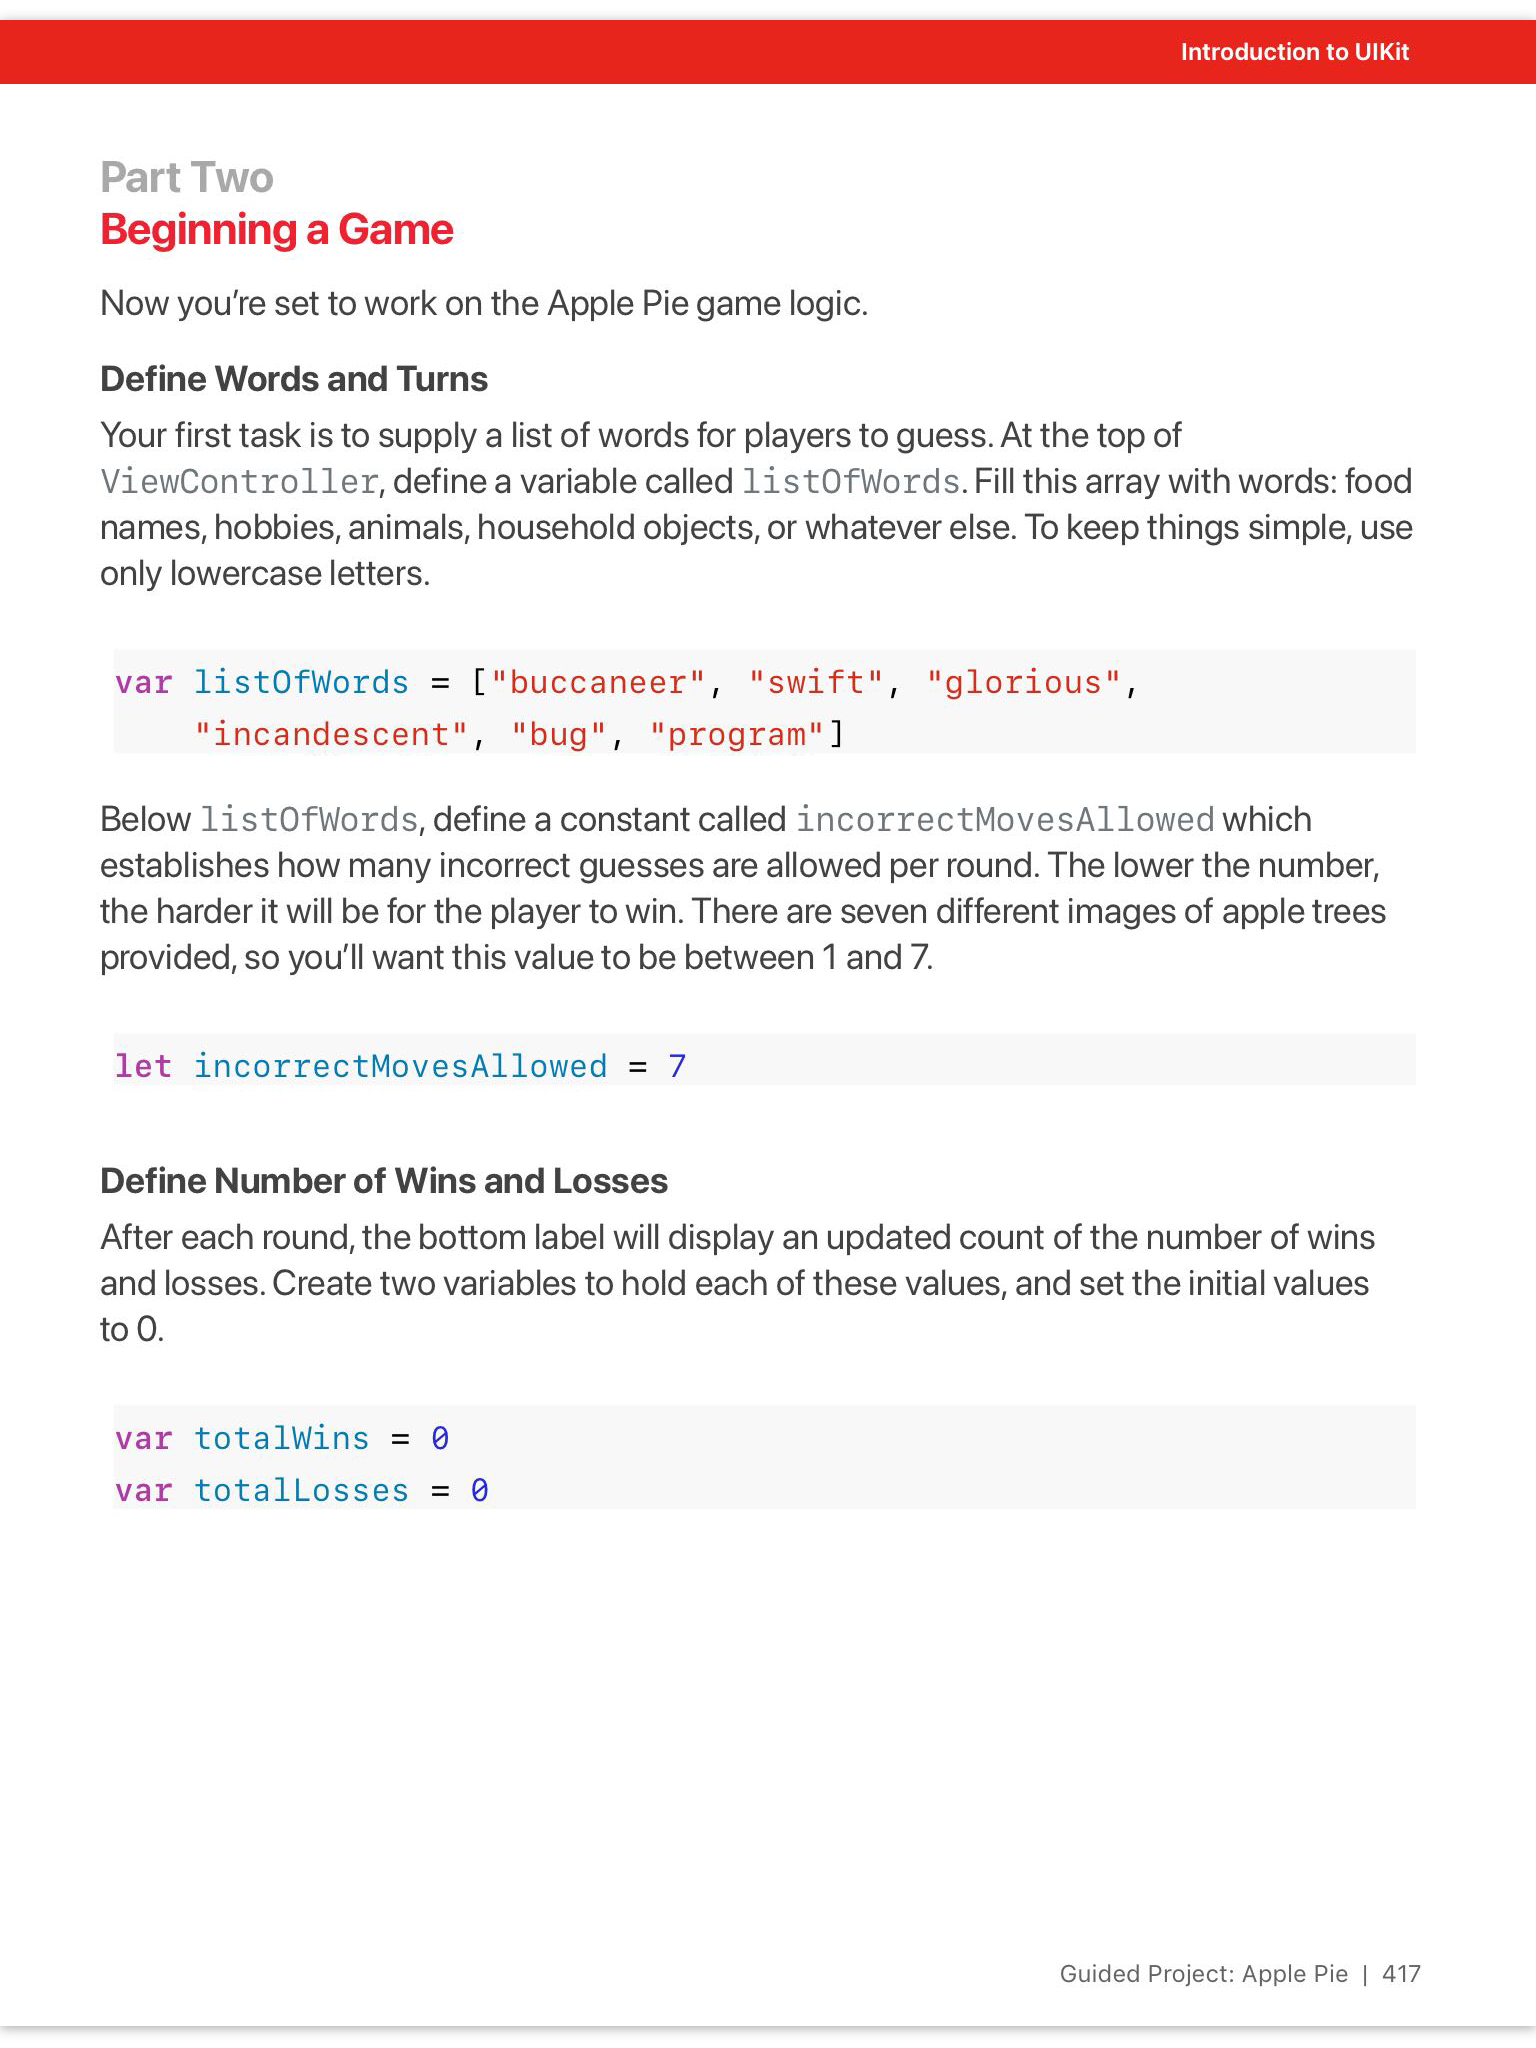 Introduction to UIKit
Part Two
Beginning a Game
Now you’re set to work on the Apple Pie game logic.
Define Words and Turns
Your first task is to supply a list of words for players to guess. At the top of
ViewController, define a variable called listOfWords. Fill this array with words: food
names, hobbies, animals, household objects, or whatever else. To keep things simple, use
only lowercase letters.
var listOfWords = ["buccaneer", "swift", "glorious",
    "incandescent", "bug", "program"]
Below listOfWords, define a constant called incorrectMovesAllowed which
establishes how many incorrect guesses are allowed per round. The lower the number,
the harder it will be for the player to win. There are seven different images of apple trees
provided, so you’ll want this value to be between 1 and 7.
let incorrectMovesAllowed = 7
Define Number of Wins and Losses
After each round, the bottom label will display an updated count of the number of wins
and losses. Create two variables to hold each of these values, and set the initial values
to 0.
var totalWins = 0
var totalLosses = 0
Guided Project: Apple Pie | 417